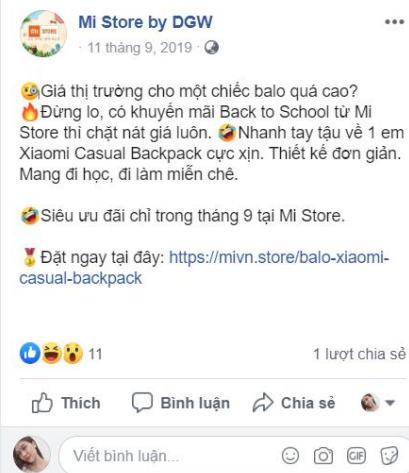 Mi Store by DGW
11 tháng 9, 2019 ·
🧐Giá thị trường cho một chiếc balo quá cao?
🔥Đừng lo, có khuyến mãi Back to School từ Mi
Store thì chặt nát giá luôn. 🤣Nhanh tay tậu về 1 em
Xiaomi Casual Backpack cực xịn. Thiết kế đơn giản.
Mang đi học, đi làm miễn chê.
🤣Siêu ưu đãi chỉ trong tháng 9 tại Mi Store.
🏅Đặt ngay tại đây: https://mivn.store/balo-xiaomi-
casual-backpack
11
1 lượt chia sẻ
Thích
Bình luận
Chia sẻ
Viết bình luận...
GIF